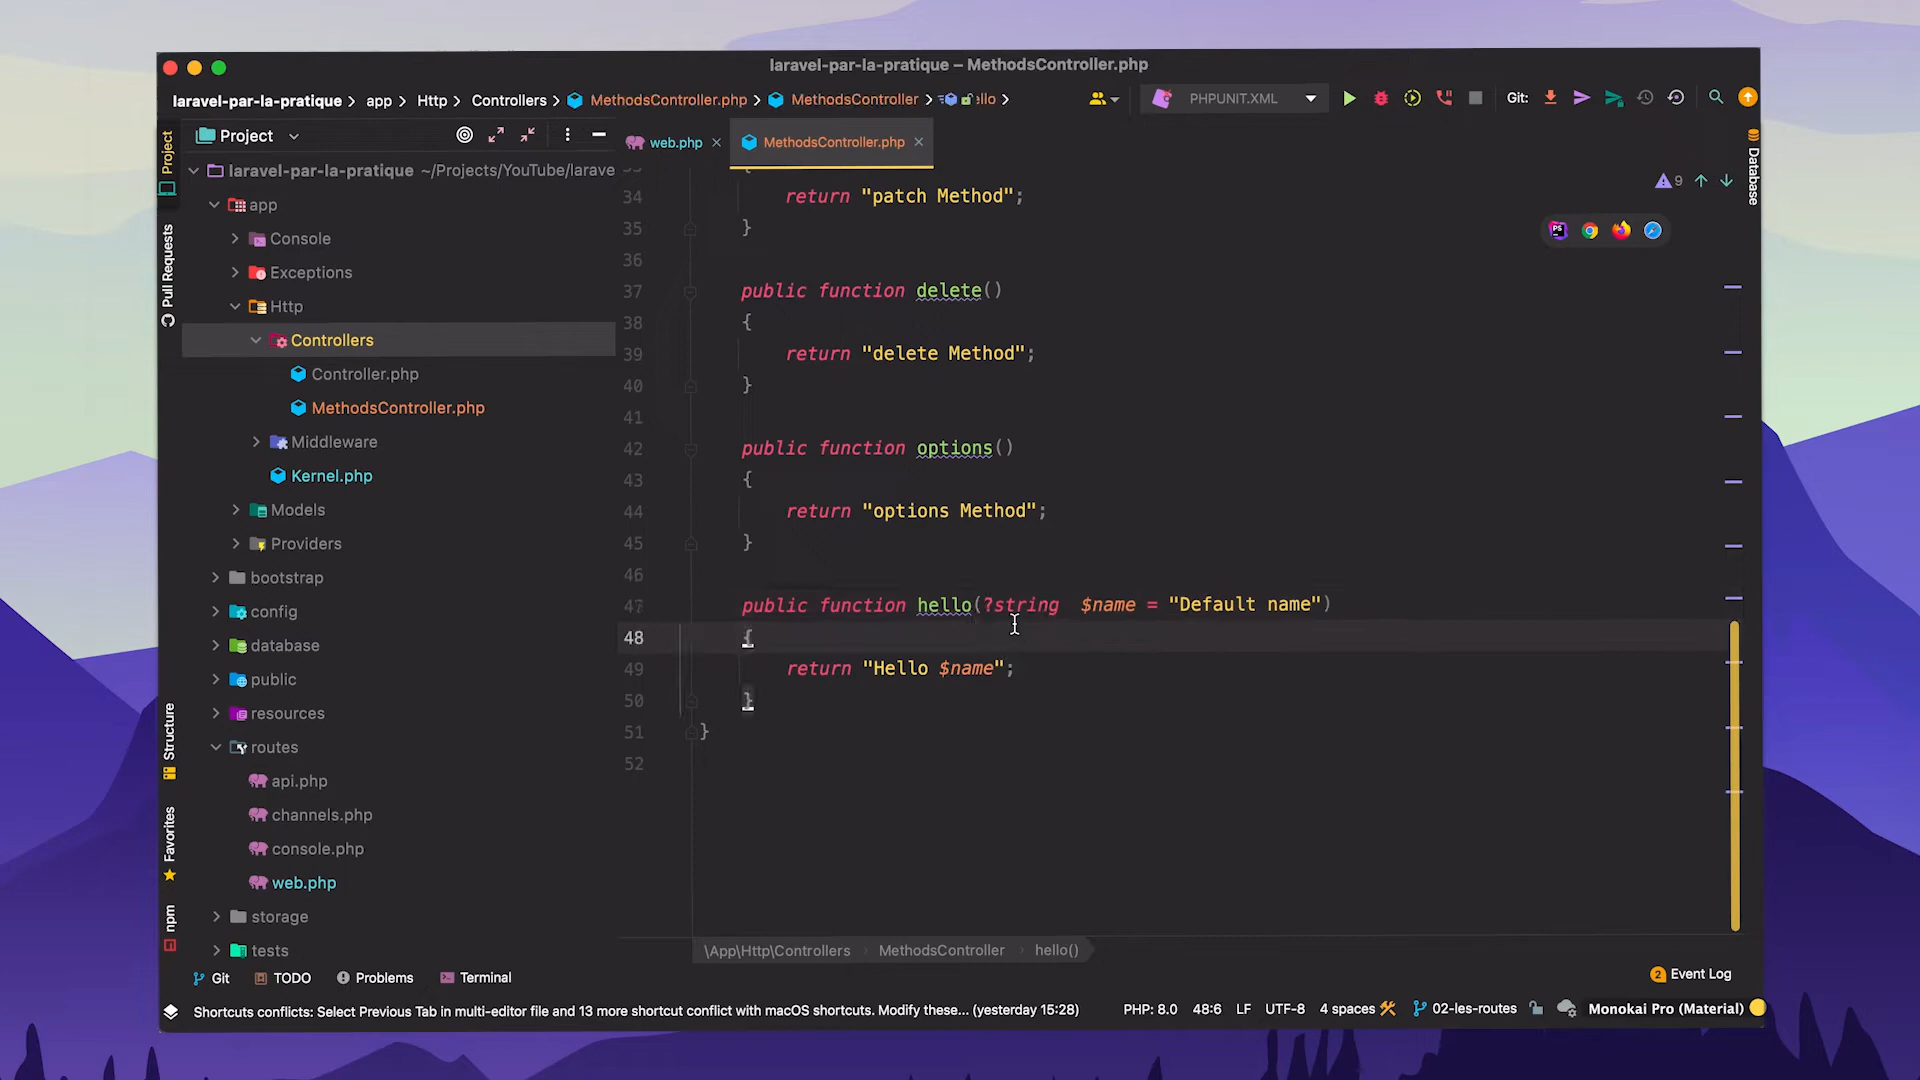 laravel-par-la-pratique – MethodsController.php
laravel-par-la-pratique app Http Controllers MethodsController.php MethodsController ello
PHPUNIT.XML Git:
Project
Project
Pull Requests
Structure
Favorites
npm
Database
web.php
MethodsController.php
laravel-par-la-pratique ~/Projects/YouTube/larave
app
Console
Exceptions
Http
Controllers
Controller.php
MethodsController.php
Middleware
Kernel.php
Models
Providers
bootstrap
config
database
public
resources
routes
api.php
channels.php
console.php
web.php
storage
tests
9
PS
34 return "patch Method";
35 }
36
37 public function delete()
38 {
39 return "delete Method";
40 }
41
42 public function options()
43 {
44 return "options Method";
45 }
46
47 public function hello(?string  $name = "Default name")
48 {
49 return "Hello $name";
50 }
51 }
52
\App\Http\Controllers MethodsController hello()
Git TODO Problems Terminal
2 Event Log
Shortcuts conflicts: Select Previous Tab in multi-editor file and 13 more shortcut conflict with macOS shortcuts. Modify these... (yesterday 15:28)
PHP: 8.0 48:6 LF UTF-8 4 spaces 02-les-routes Monokai Pro (Material)